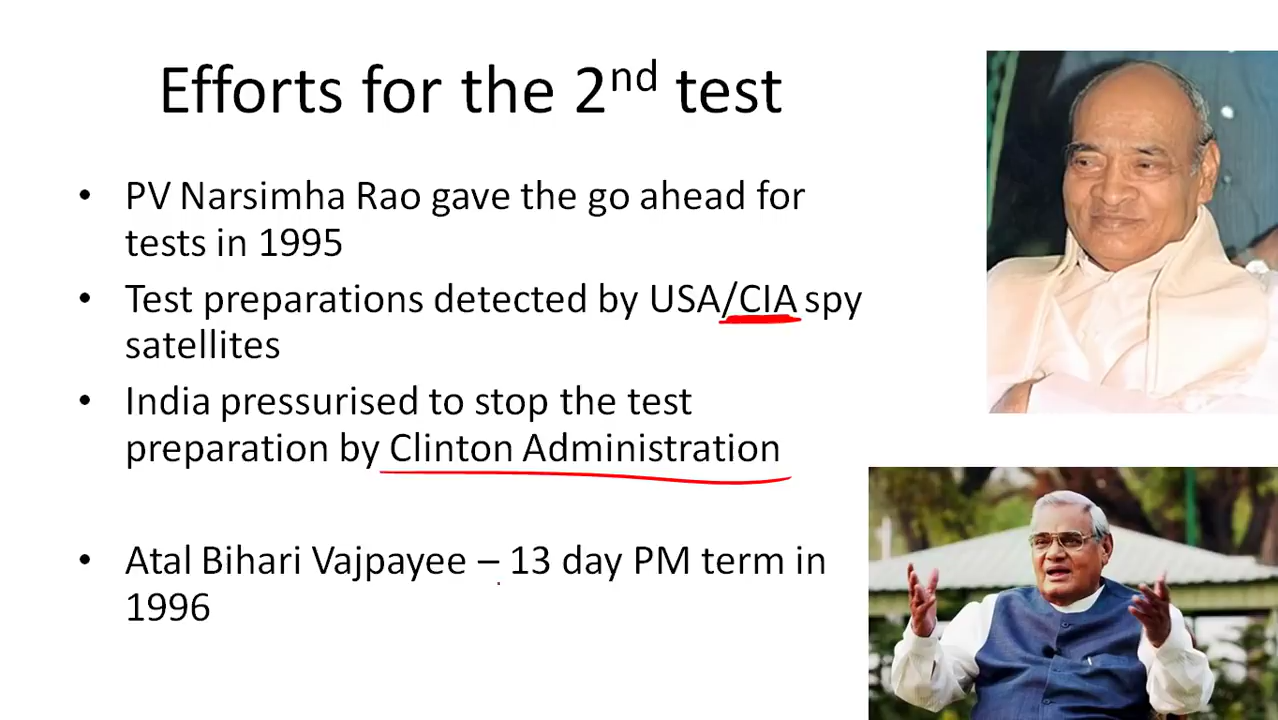 Efforts for the 2nd test
• PV Narsimha Rao gave the go ahead for
tests in 1995
• Test preparations detected by USA/CIA spy
satellites
• India pressurised to stop the test
preparation by Clinton Administration
• Atal Bihari Vajpayee – 13 day PM term in
1996